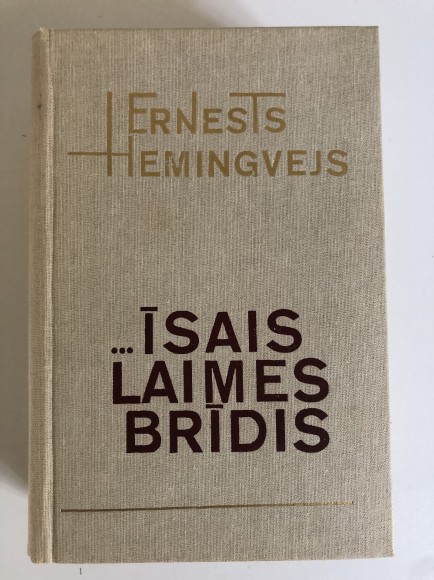 ERNESTS
HEMINGVEJS
...ĪSAIS
LAIMES
BRĪDIS